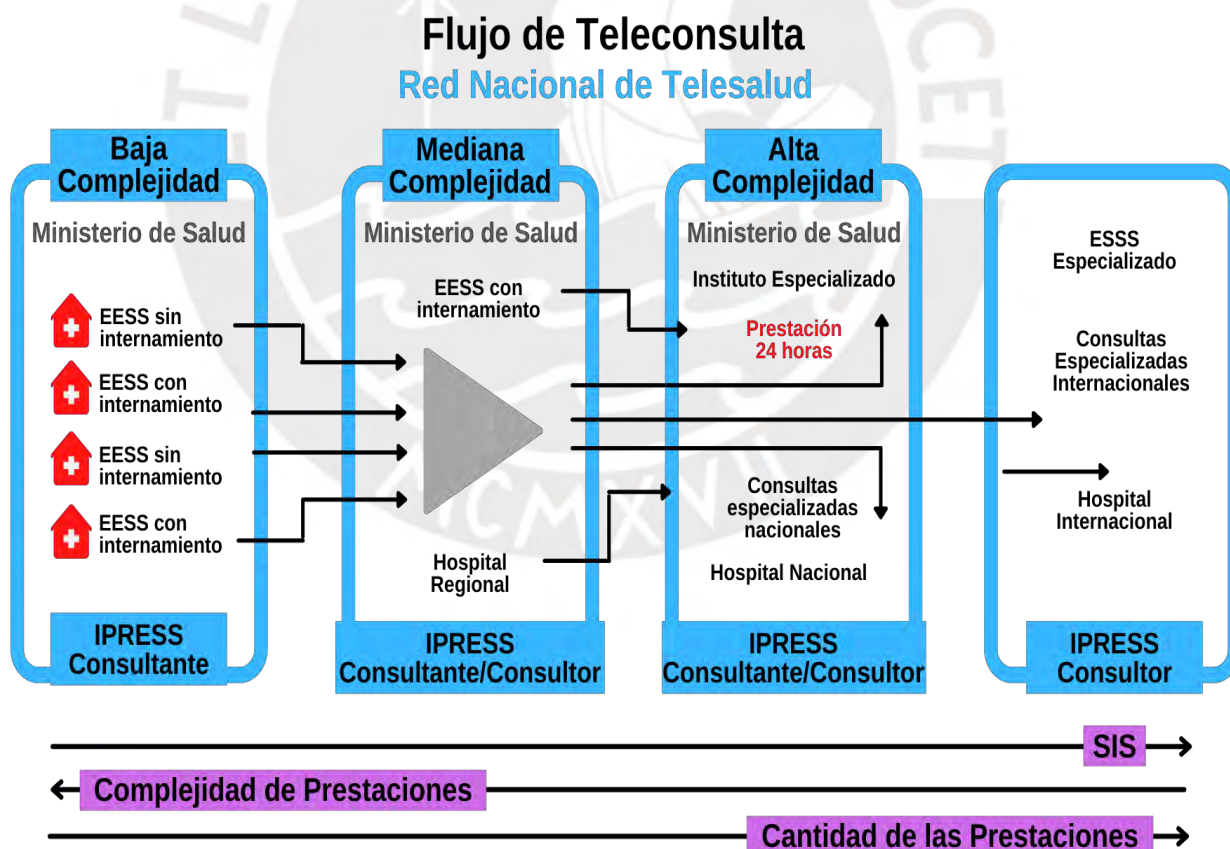 Flujo de Teleconsulta
Red Nacional de Telesalud
Baja
Complejidad
Ministerio de Salud
EESS sin
internamiento
EESS con
internamiento
EESS sin
internamiento
EESS con
internamiento
IPRESS
Consultante
Mediana
Complejidad
Ministerio de Salud
EESS con
internamiento
Hospital
Regional
IPRESS
Consultante/Consultor
Alta
Complejidad
Ministerio de Salud
Instituto Especializado
Prestación
24 horas
Consultas
especializadas
nacionales
Hospital Nacional
IPRESS
Consultante/Consultor
ESSS
Especializado
Consultas
Especializadas
Internacionales
Hospital
Internacional
IPRESS
Consultor
SIS
Complejidad de Prestaciones
Cantidad de las Prestaciones